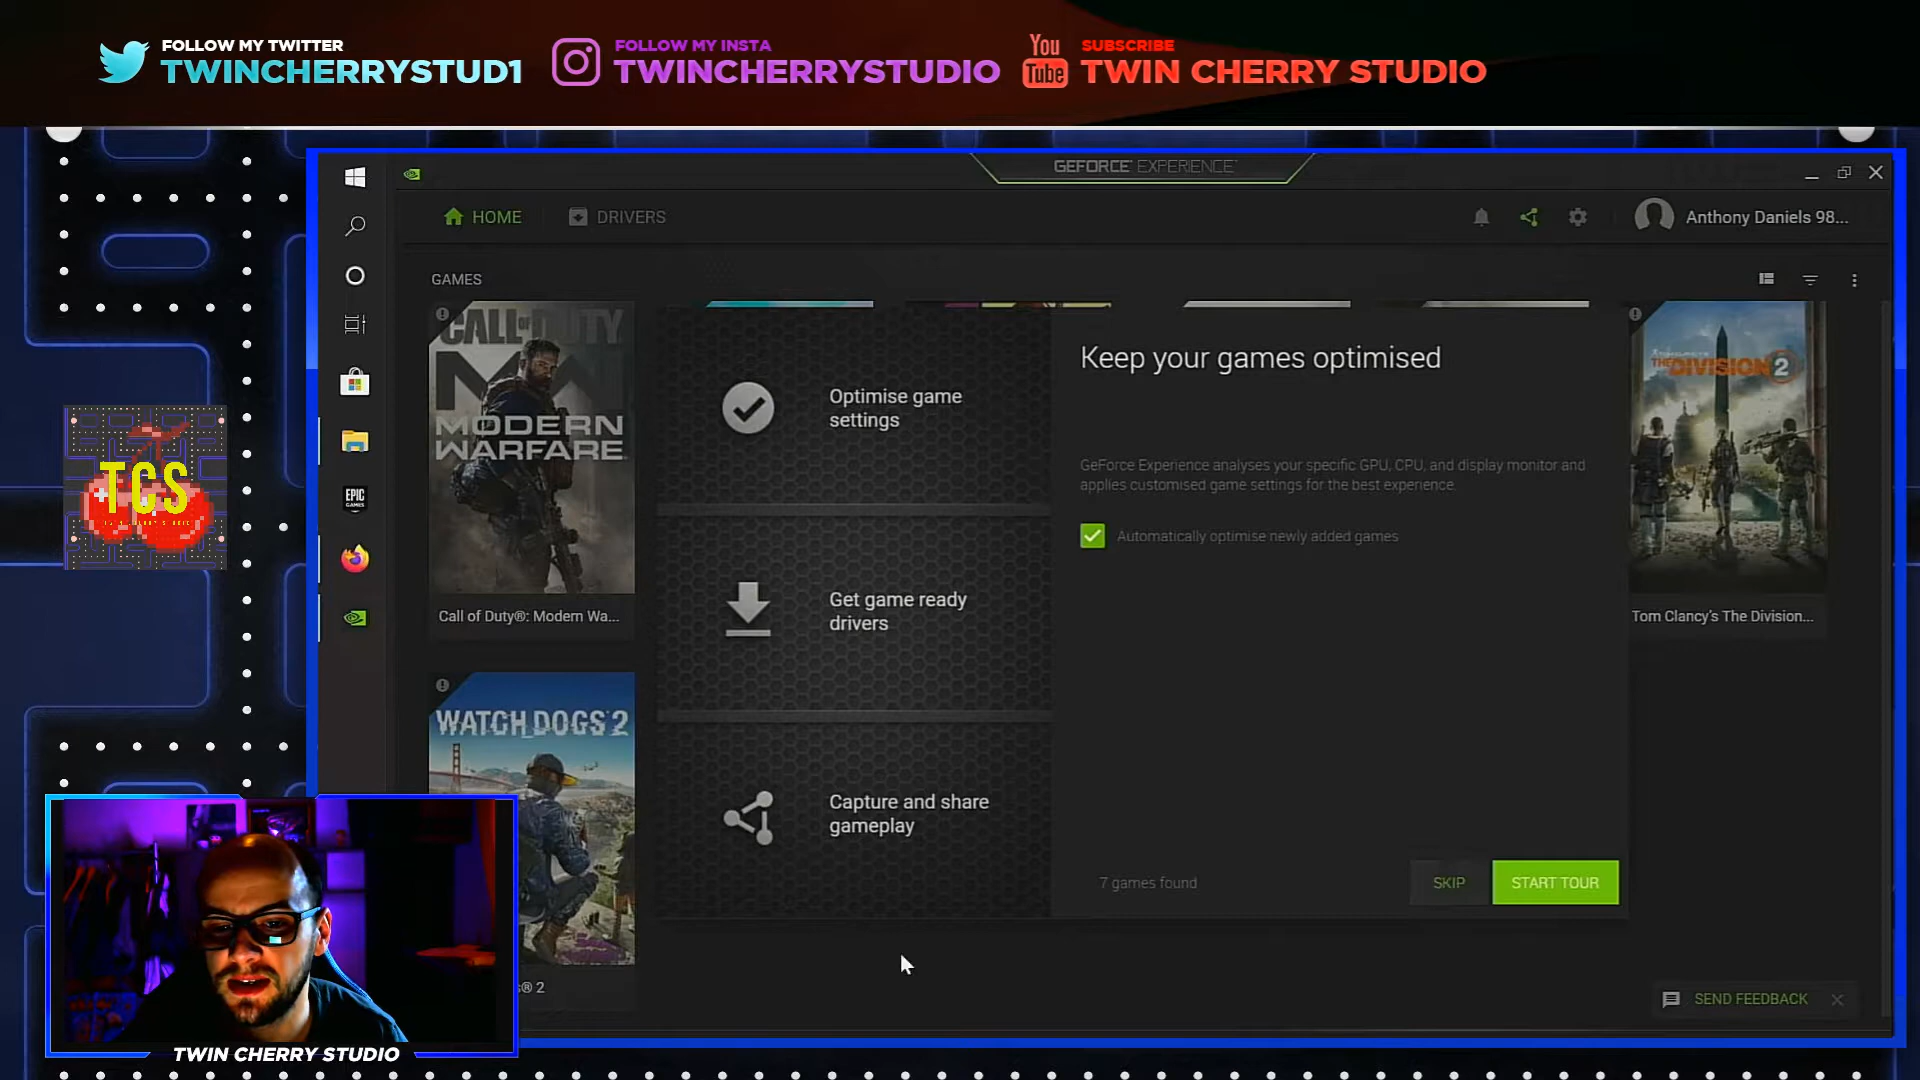 FOLLOW MY TWITTER
TWINCHERRYSTUD1
FOLLOW MY INSTA
TWINCHERRYSTUDIO
You
Tube
SUBSCRIBE
TWIN CHERRY STUDIO
GEFORCE EXPERIENCE
HOME
DRIVERS
Anthony Daniels 98...
GAMES
CALL OF DUTY
MODERN
WARFARE
Call of Duty®: Modern Wa...
WATCH DOGS 2
s® 2
Optimise game
settings
Get game ready
drivers
Capture and share
gameplay
Keep your games optimised
GeForce Experience analyses your specific GPU, CPU, and display monitor and
applies customised game settings for the best experience.
Automatically optimise newly added games
7 games found
SKIP
START TOUR
THE DIVISION 2
Tom Clancy's The Division...
SEND FEEDBACK
EPIC
GAMES
TCS
TWIN CHERRY STUDIO